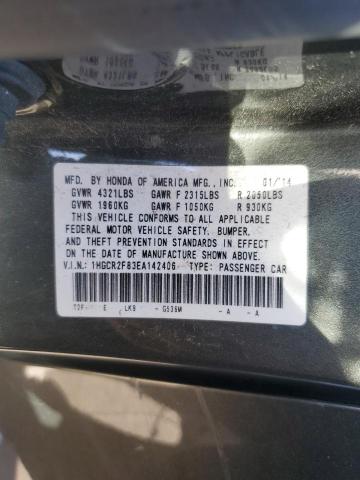 MFD. BY HONDA OF AMERICA MFG., INC. 01/14
GVWR 4321LBS GAWR F 2315LBS R 2050LBS
GVWR 1960KG GAWR F 1050KG R 930KG
THIS VEHICLE CONFORMS TO ALL APPLICABLE
FEDERAL MOTOR VEHICLE SAFETY, BUMPER,
AND THEFT PREVENTION STANDARDS IN EFFECT
ON THE DATE OF MANUFACTURE SHOWN ABOVE.
V.I.N.: 1HGCR2F83EA142406 TYPE: PASSENGER CAR
E LK9 - G539M - A - A